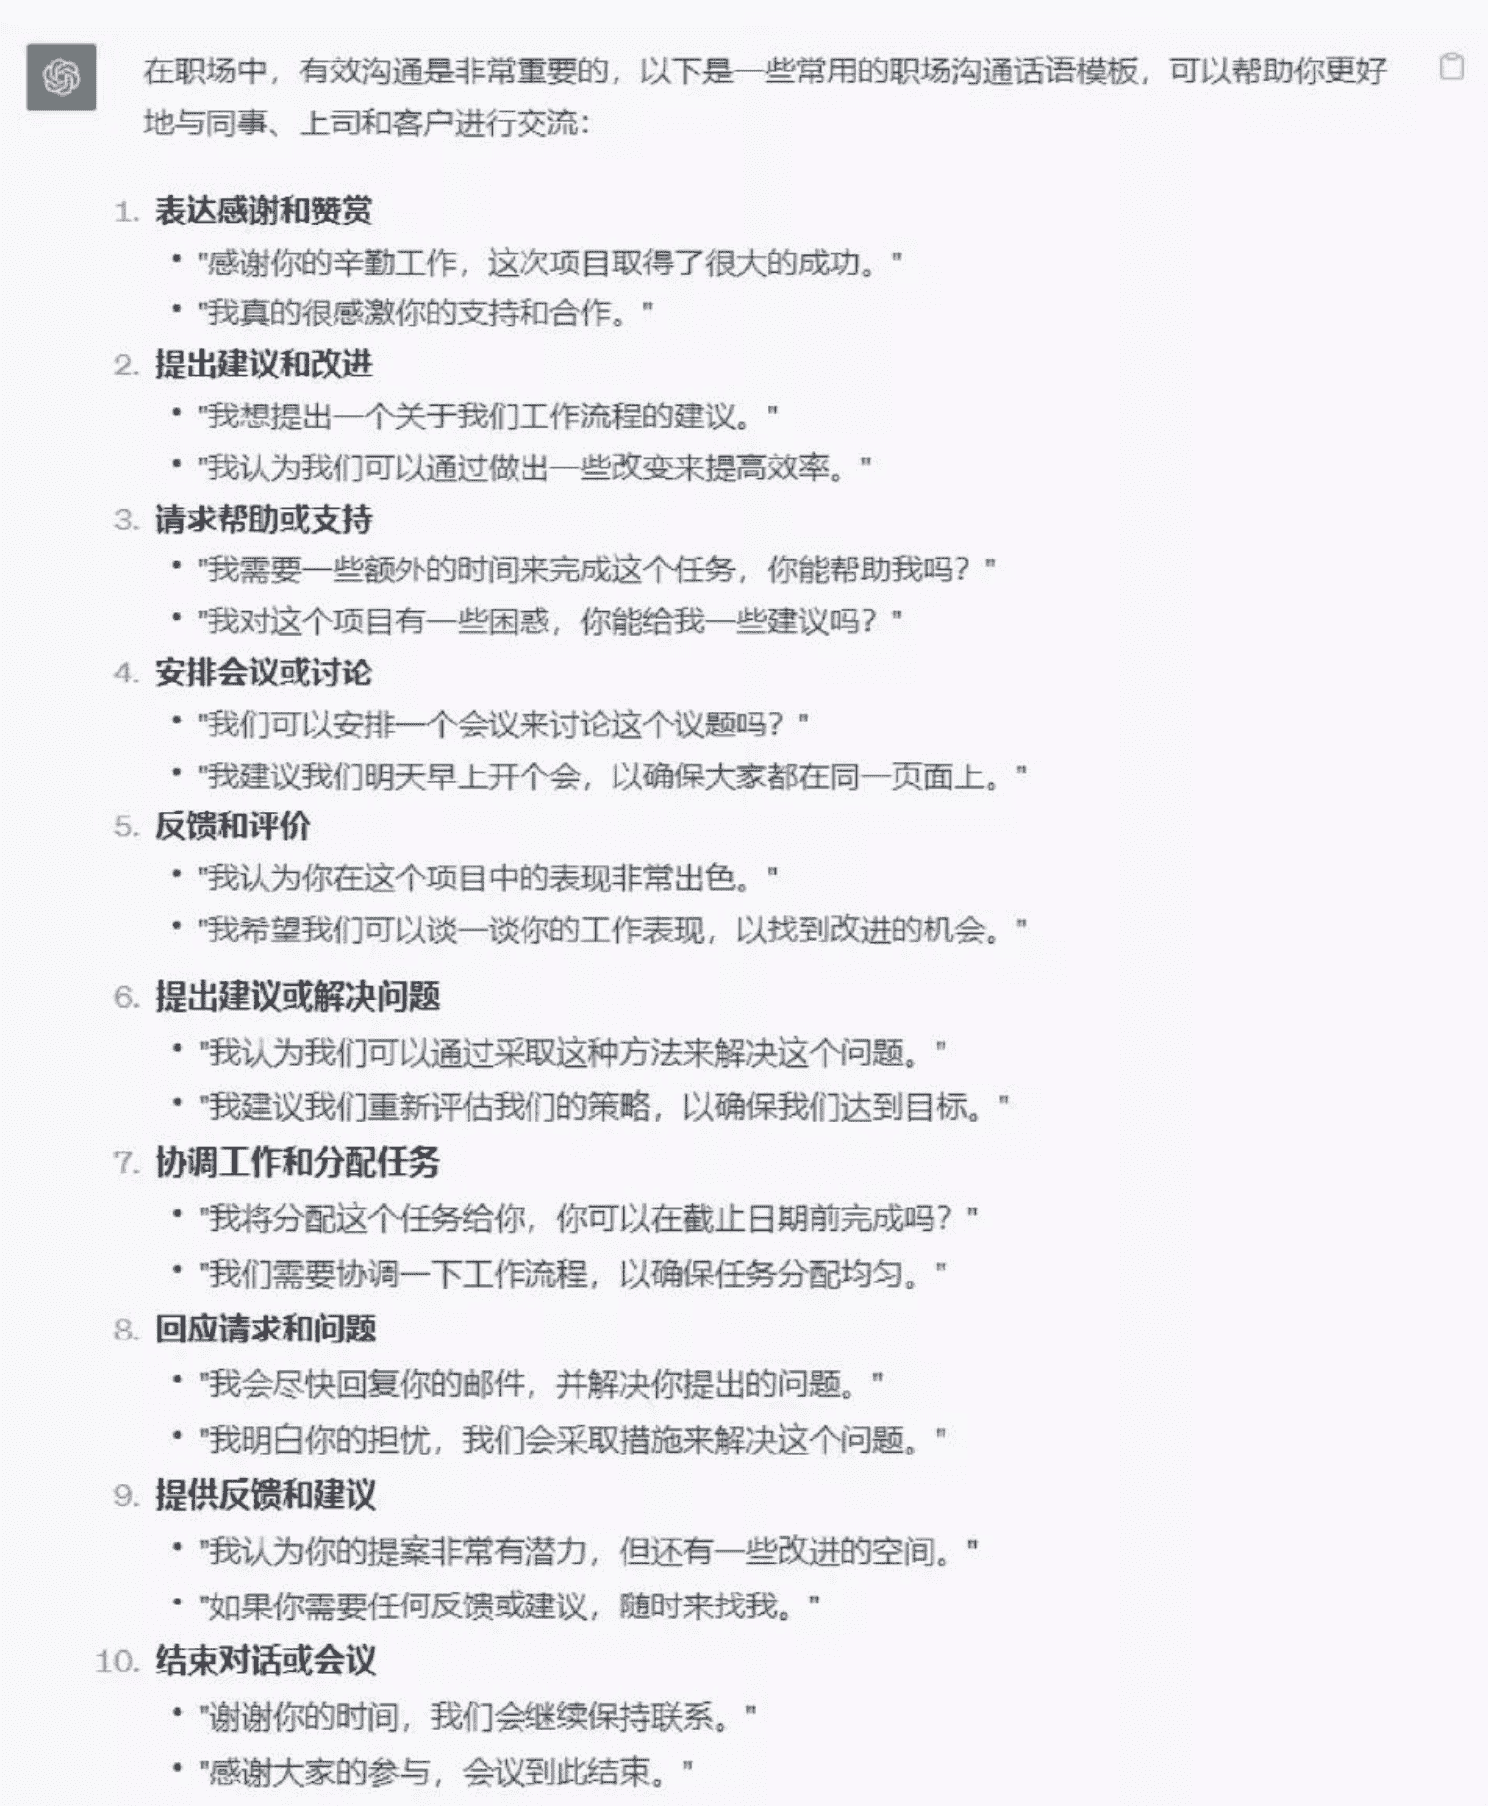 在职场中，有效沟通是非常重要的，以下是一些常用的职场沟通话语模板，可以帮助你更好
地与同事、上司和客户进行交流：
1. 表达感谢和赞赏
• "感谢你的辛勤工作，这次项目取得了很大的成功。"
• "我真的很感激你的支持和合作。"
2. 提出建议和改进
• "我想提出一个关于我们工作流程的建议。"
• "我认为我们可以通过做出一些改变来提高效率。"
3. 请求帮助或支持
• "我需要一些额外的时间来完成这个任务，你能帮助我吗？"
• "我对这个项目有一些困惑，你能给我一些建议吗？"
4. 安排会议或讨论
• "我们可以安排一个会议来讨论这个议题吗？"
• "我建议我们明天早上开个会，以确保大家都在同一页面上。"
5. 反馈和评价
• "我认为你在这个项目中的表现非常出色。"
• "我希望我们可以谈一谈你的工作表现，以找到改进的机会。"
6. 提出建议或解决问题
• "我认为我们可以通过采取这种方法来解决这个问题。"
• "我建议我们重新评估我们的策略，以确保我们达到目标。"
7. 协调工作和分配任务
• "我将分配这个任务给你，你可以在截止日期前完成吗？"
• "我们需要协调一下工作流程，以确保任务分配均匀。"
8. 回应请求和问题
• "我会尽快回复你的邮件，并解决你提出的问题。"
• "我明白你的担忧，我们会采取措施来解决这个问题。"
9. 提供反馈和建议
• "我认为你的提案非常有潜力，但还有一些改进的空间。"
• "如果你需要任何反馈或建议，随时来找我。"
10. 结束对话或会议
• "谢谢你的时间，我们会继续保持联系。"
• "感谢大家的参与，会议到此结束。"